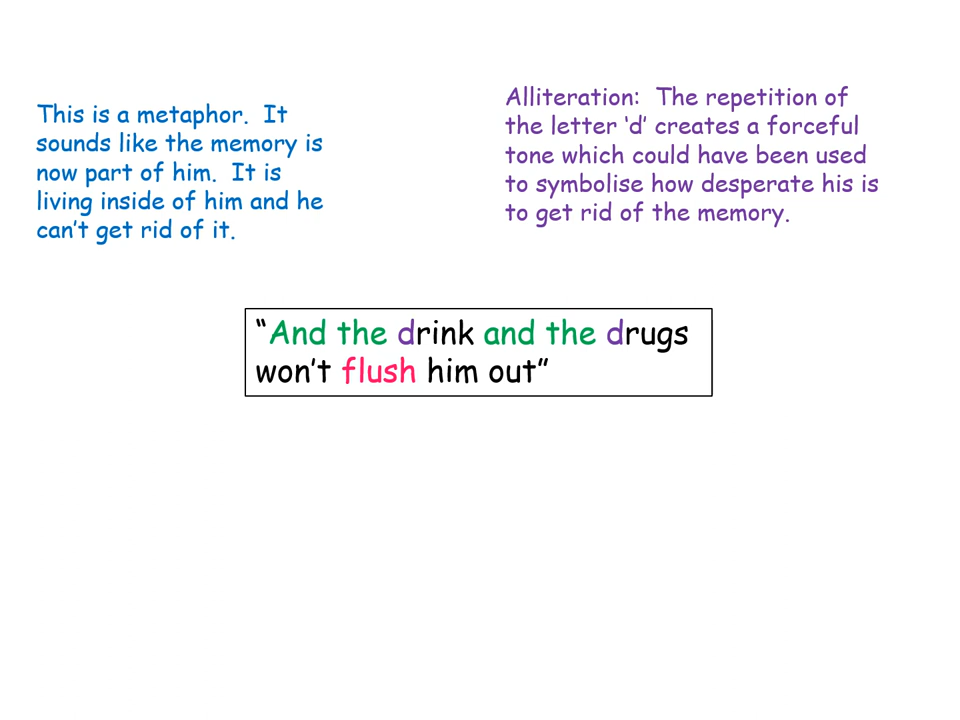 This is a metaphor.  It
sounds like the memory is
now part of him.  It is
living inside of him and he
can’t get rid of it.
Alliteration:  The repetition of
the letter ‘d’ creates a forceful
tone which could have been used
to symbolise how desperate his is
to get rid of the memory.
“And the drink and the drugs
won’t flush him out”